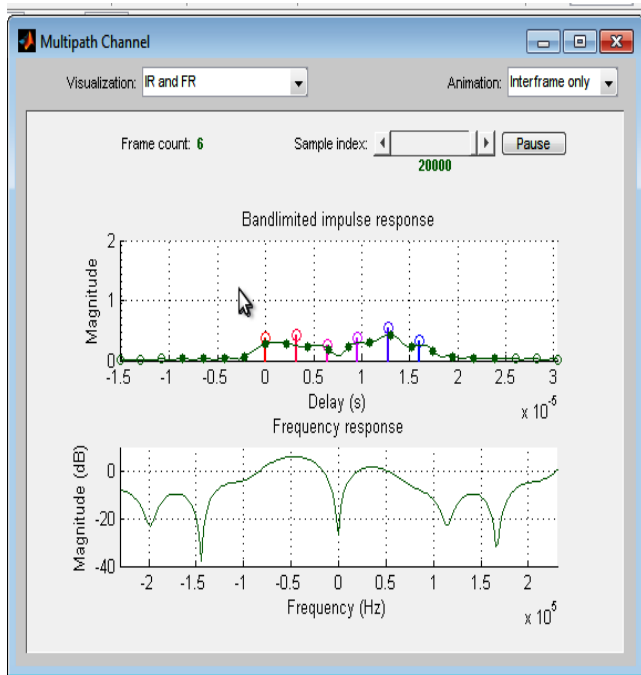 Multipath Channel
Visualization: IR and FR Animation: Interframe only
Frame count: 6 Sample index: Pause
20000
Bandlimited impulse response
2
1
0
Magnitude
-1.5 -1 -0.5 0 0.5 1 1.5 2 2.5 3
Delay (s)
x 10^-5
Frequency response
0
-20
-40
Magnitude (dB)
-2 -1.5 -1 -0.5 0 0.5 1 1.5 2
Frequency (Hz)
x 10^5